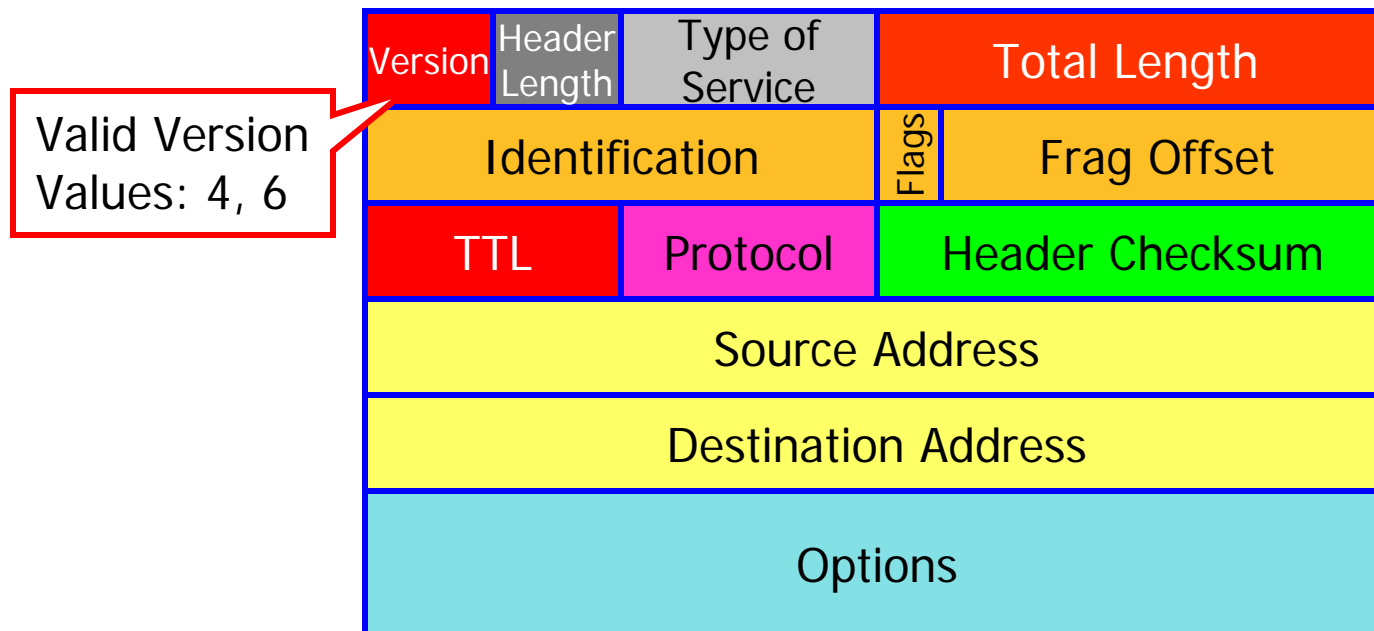 Version
Header
Length
Type of
Service
Total Length
Valid Version
Values: 4, 6
Identification
Flags
Frag Offset
TTL
Protocol
Header Checksum
Source Address
Destination Address
Options